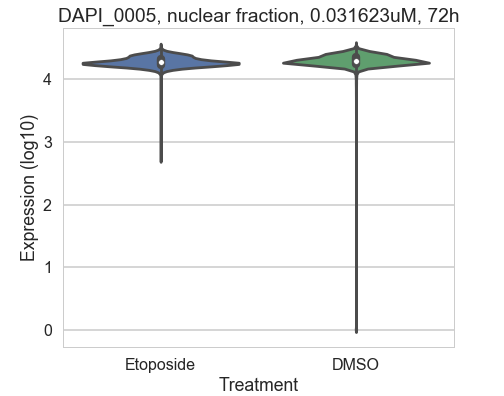 DAPI_0005, nuclear fraction, 0.031623uM, 72h
Expression (log10)
4
3
2
1
0
Etoposide DMSO
Treatment